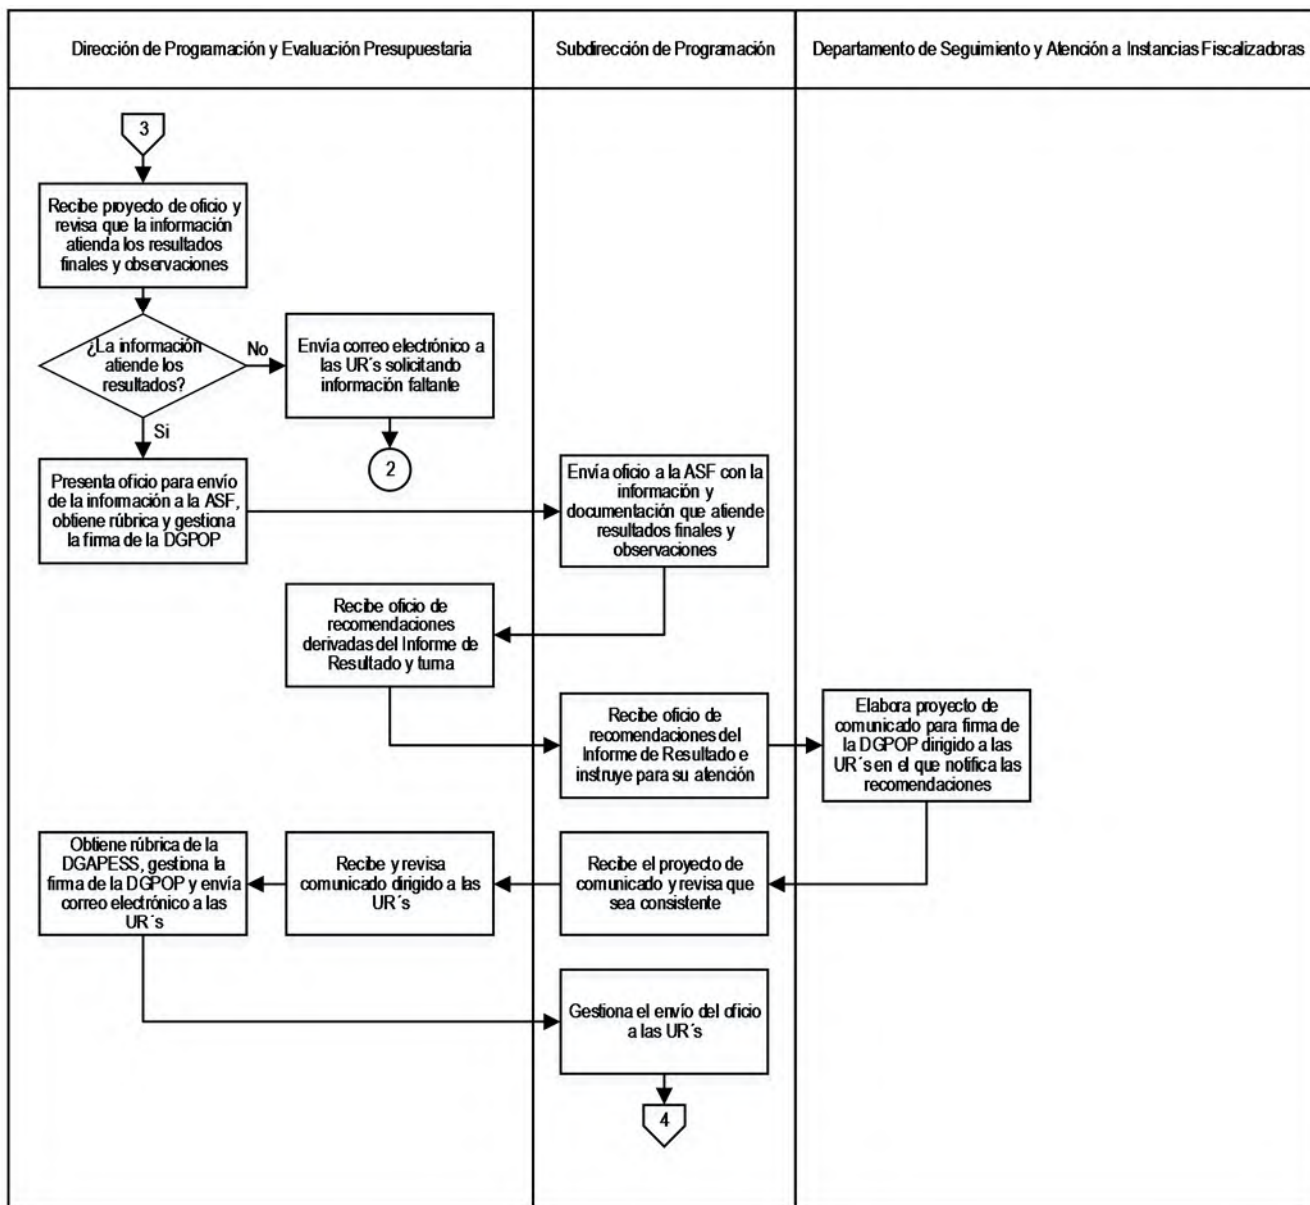 Dirección de Programación y Evaluación Presupuestaria
Subdirección de Programación
Departamento de Seguimiento y Atención a Instancias Fiscalizadoras
3
Recibe proyecto de oficio y
revisa que la información
atienda los resultados
finales y observaciones
¿La información
atiende los
resultados?
No
Envía correo electrónico a
las UR´s solicitando
información faltante
2
Si
Presenta oficio para envío
de la información a la ASF,
obtiene rúbrica y gestiona
la firma de la DGPOP
Envía oficio a la ASF con la
información y
documentación que atiende
resultados finales y
observaciones
Recibe oficio de
recomendaciones
derivadas del Informe de
Resultado y turna
Recibe oficio de
recomendaciones del
Informe de Resultado e
instruye para su atención
Elabora proyecto de
comunicado para firma de
la DGPOP dirigido a las
UR´s en el que notifica las
recomendaciones
Obtiene rúbrica de la
DGAPESS, gestiona la
firma de la DGPOP y envía
correo electrónico a las
UR´s
Recibe y revisa
comunicado dirigido a las
UR´s
Recibe el proyecto de
comunicado y revisa que
sea consistente
Gestiona el envío del oficio
a las UR´s
4